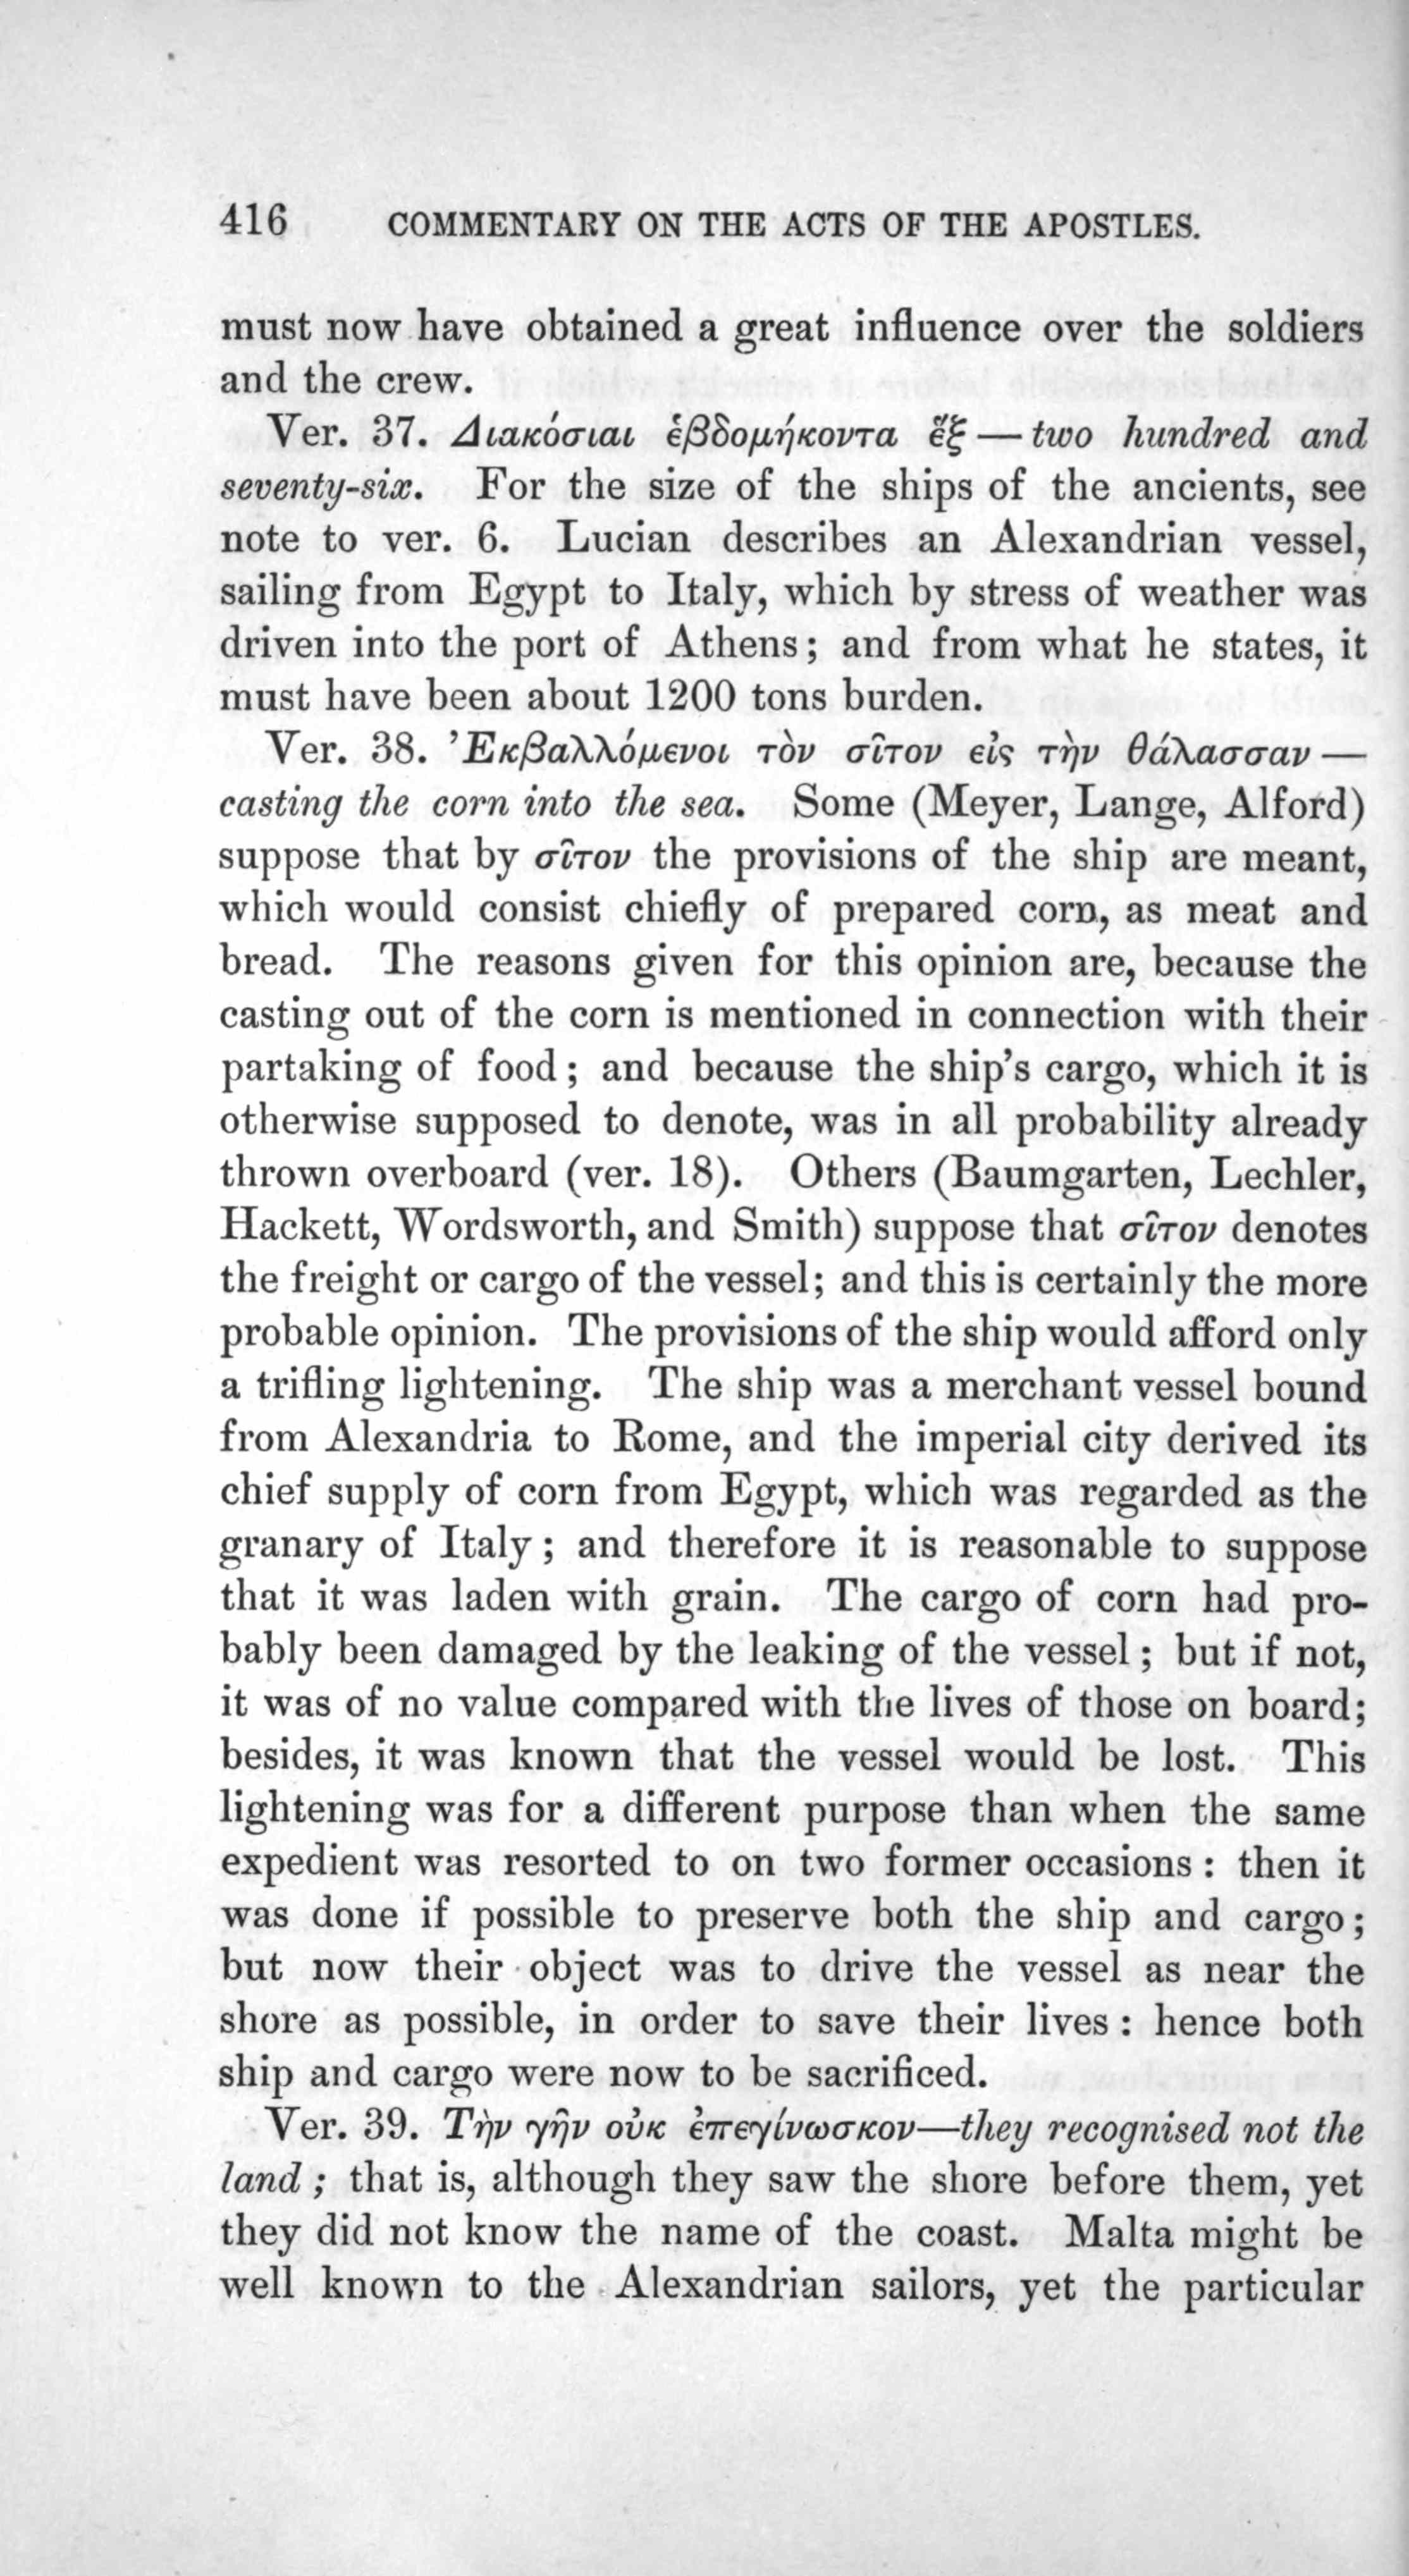 416 COMMENTARY ON THE ACTS OF THE APOSTLES.
must now have obtained a great influence over the soldiers
and the crew.
Ver. 37. Διακόσιαι ἑβδομήκοντα ἕξ — two hundred and
seventy-six. For the size of the ships of the ancients, see
note to ver. 6. Lucian describes an Alexandrian vessel,
sailing from Egypt to Italy, which by stress of weather was
driven into the port of Athens; and from what he states, it
must have been about 1200 tons burden.
Ver. 38. Ἐκβαλλόμενοι τὸν σῖτον εἰς τὴν θάλασσαν —
casting the corn into the sea. Some (Meyer, Lange, Alford)
suppose that by σῖτον the provisions of the ship are meant,
which would consist chiefly of prepared corn, as meat and
bread. The reasons given for this opinion are, because the
casting out of the corn is mentioned in connection with their
partaking of food; and because the ship's cargo, which it is
otherwise supposed to denote, was in all probability already
thrown overboard (ver. 18). Others (Baumgarten, Lechler,
Hackett, Wordsworth, and Smith) suppose that σῖτον denotes
the freight or cargo of the vessel; and this is certainly the more
probable opinion. The provisions of the ship would afford only
a trifling lightening. The ship was a merchant vessel bound
from Alexandria to Rome, and the imperial city derived its
chief supply of corn from Egypt, which was regarded as the
granary of Italy; and therefore it is reasonable to suppose
that it was laden with grain. The cargo of corn had pro-
bably been damaged by the leaking of the vessel; but if not,
it was of no value compared with the lives of those on board;
besides, it was known that the vessel would be lost. This
lightening was for a different purpose than when the same
expedient was resorted to on two former occasions: then it
was done if possible to preserve both the ship and cargo;
but now their object was to drive the vessel as near the
shore as possible, in order to save their lives: hence both
ship and cargo were now to be sacrificed.
Ver. 39. Τὴν γῆν οὐκ ἐπεγίνωσκον—they recognised not the
land; that is, although they saw the shore before them, yet
they did not know the name of the coast. Malta might be
well known to the Alexandrian sailors, yet the particular